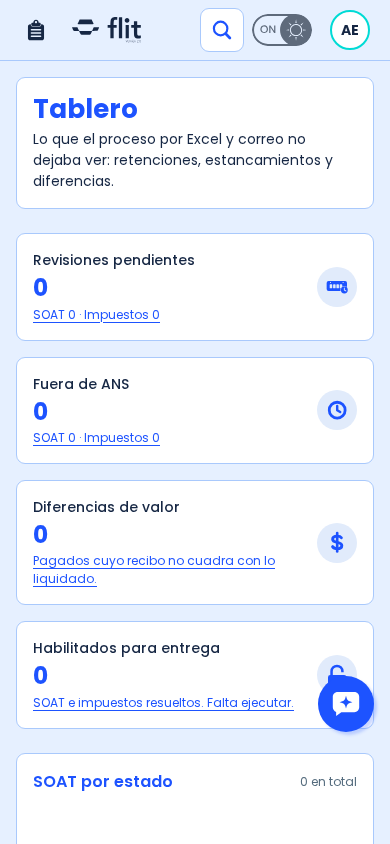 flit
ON
AE
Tablero
Lo que el proceso por Excel y correo no
dejaba ver: retenciones, estancamientos y
diferencias.
Revisiones pendientes
0
SOAT 0 · Impuestos 0
Fuera de ANS
0
SOAT 0 · Impuestos 0
Diferencias de valor
0
$
Pagados cuyo recibo no cuadra con lo
liquidado.
Habilitados para entrega
0
SOAT e impuestos resueltos. Falta ejecutar.
SOAT por estado
0 en total